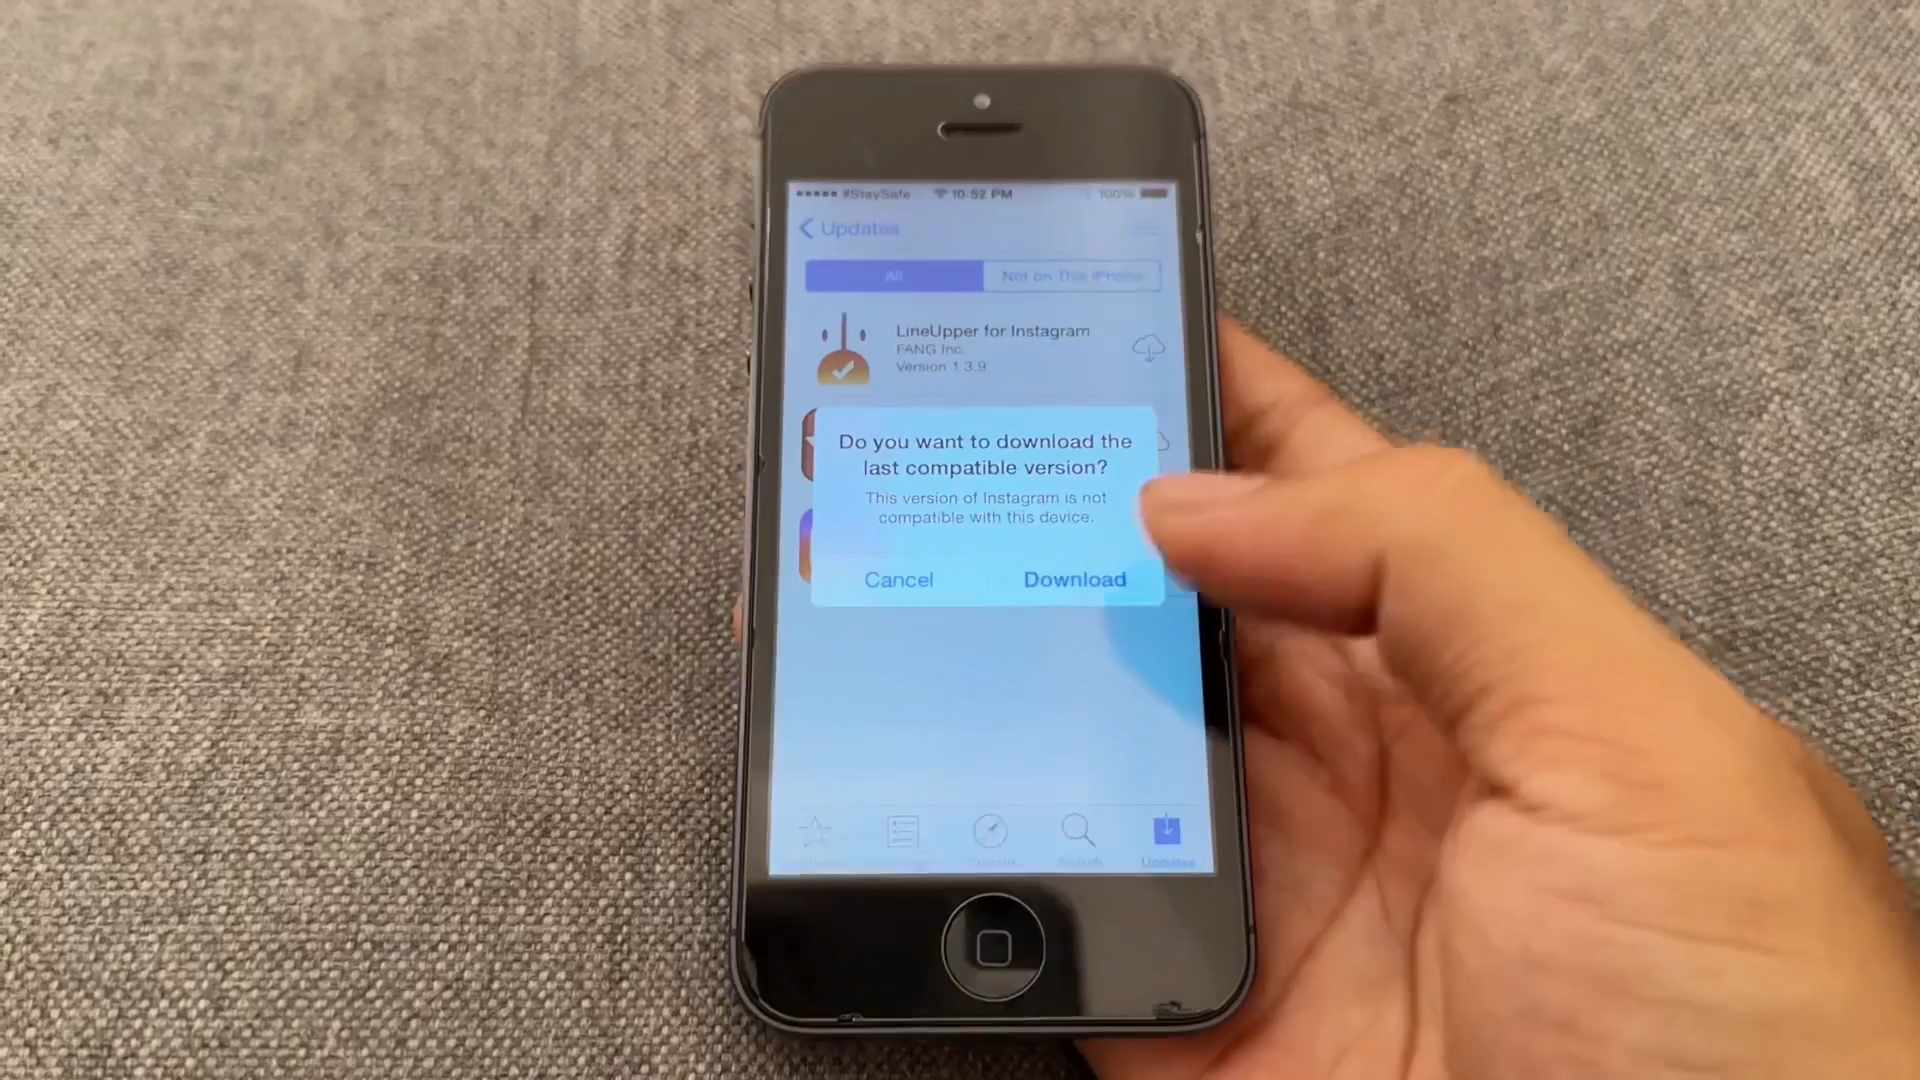 #StaySafe 10:52 PM 100%
Updates
All Not on This iPhone
LineUpper for Instagram
FANG Inc.
Version 1.3.9
Do you want to download the
last compatible version?
This version of Instagram is not
compatible with this device.
Cancel Download
Updates